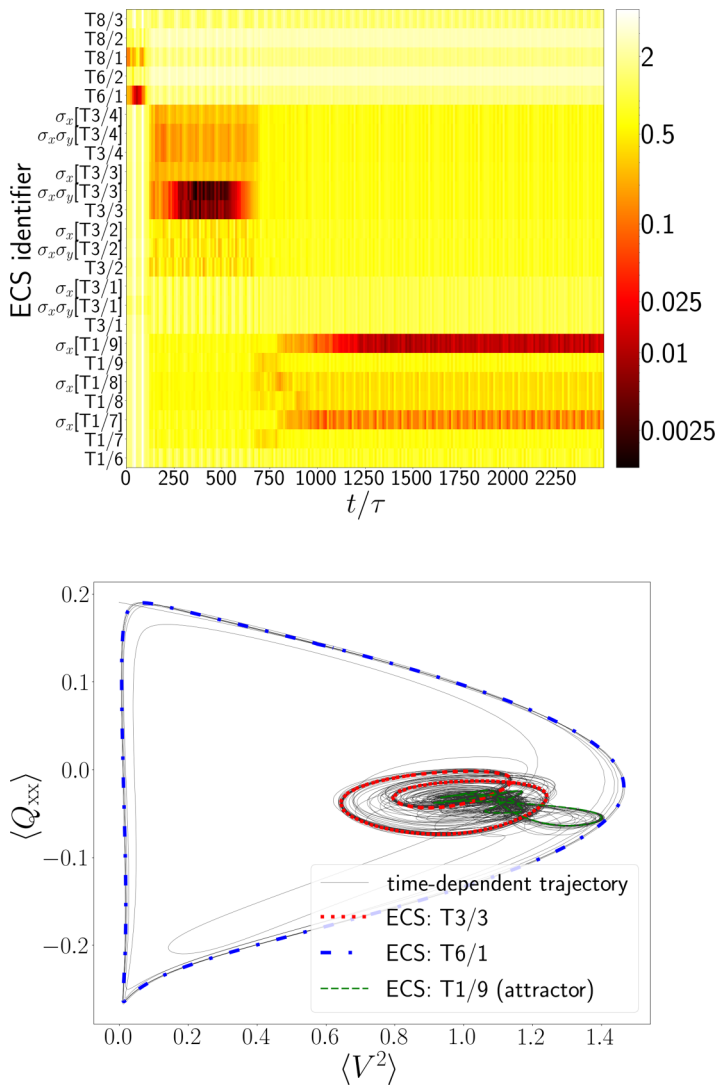 ECS identifier
T8/3
T8/2
T8/1
T6/2
T6/1
σx[T3/4]
σxσy[T3/4]
T3/4
σx[T3/3]
σxσy[T3/3]
T3/3
σx[T3/2]
σxσy[T3/2]
T3/2
σx[T3/1]
σxσy[T3/1]
T3/1
σx[T1/9]
T1/9
σx[T1/8]
T1/8
σx[T1/7]
T1/7
T1/6
0 250 500 750 1000 1250 1500 1750 2000 2250
t/τ
2
0.5
0.1
0.025
0.01
0.0025
⟨Qxx⟩
0.2
0.1
0.0
−0.1
−0.2
time-dependent trajectory
ECS: T3/3
ECS: T6/1
ECS: T1/9 (attractor)
0.0 0.2 0.4 0.6 0.8 1.0 1.2 1.4
⟨V²⟩